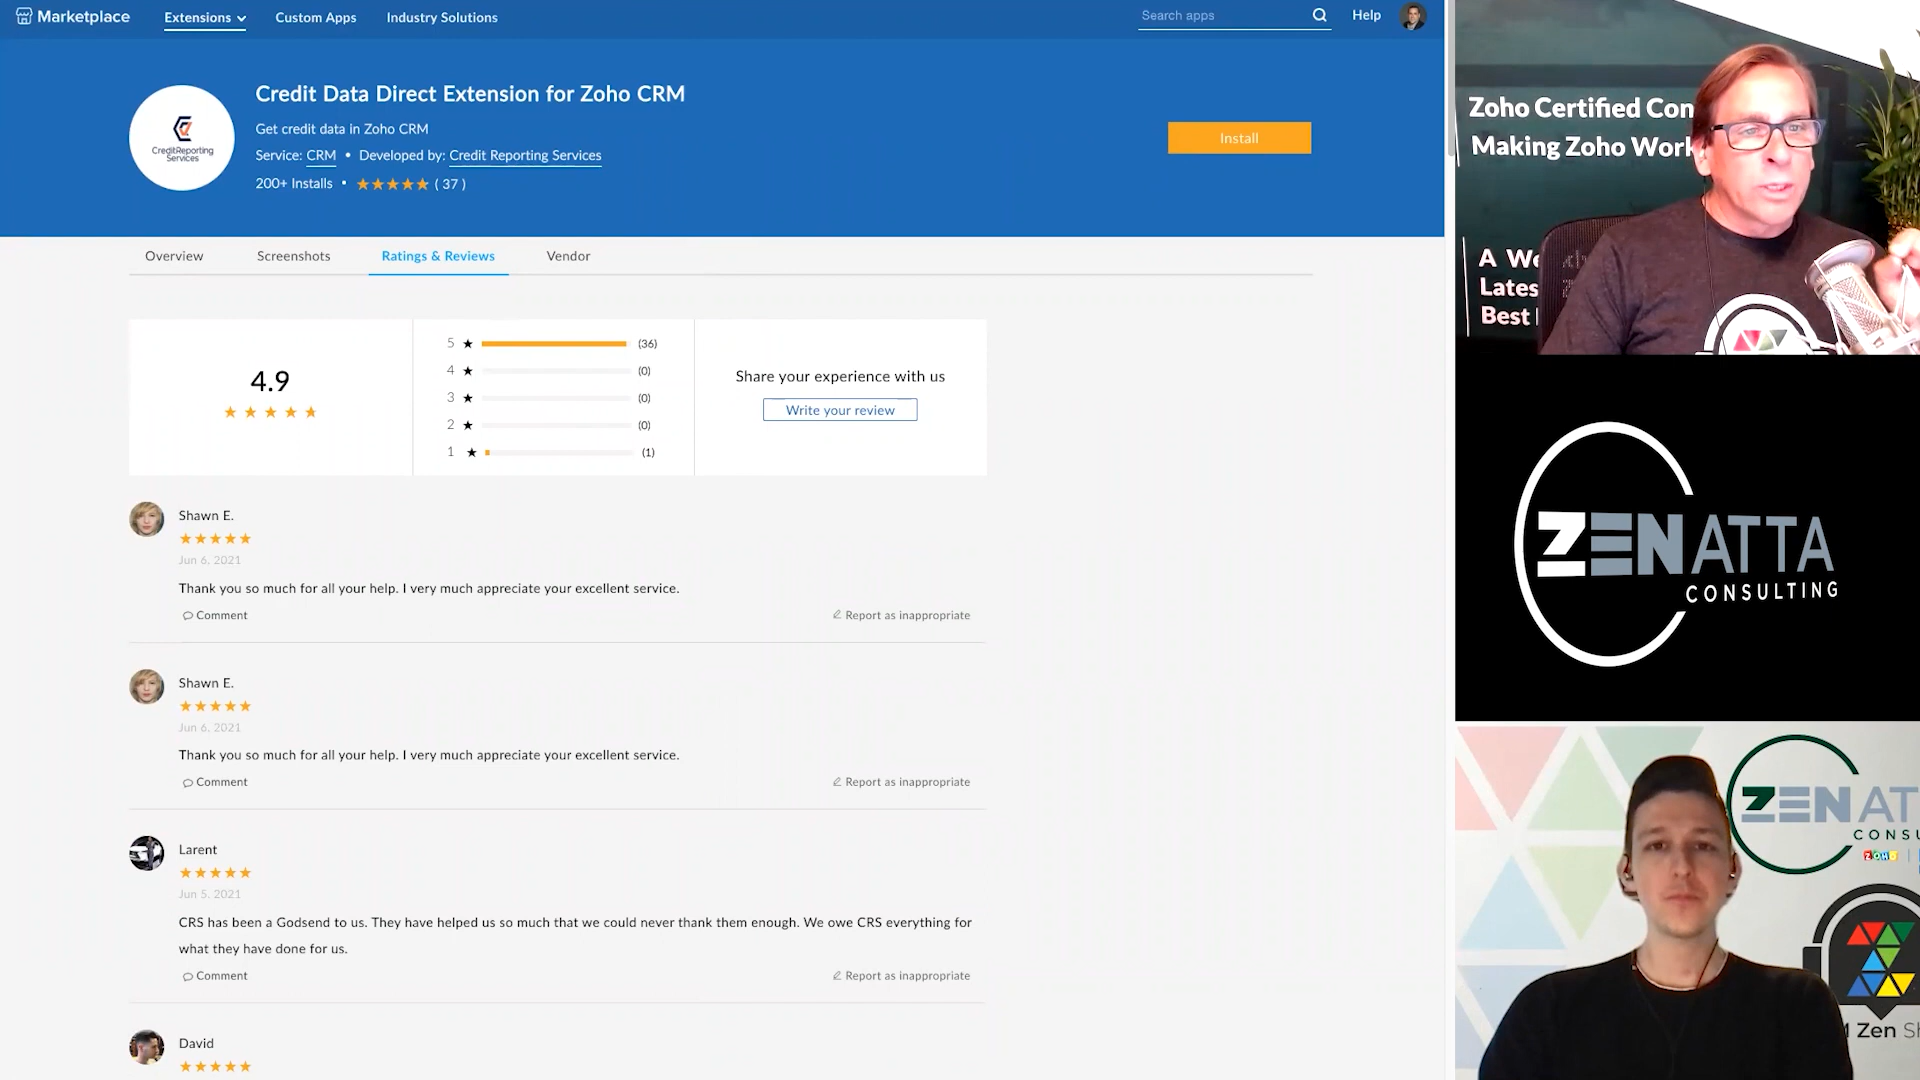 Marketplace
Extensions
Custom Apps
Industry Solutions
Search apps
Help
Credit Data Direct Extension for Zoho CRM
Get credit data in Zoho CRM
Service: CRM • Developed by: Credit Reporting Services
200+ Installs • ( 37 )
CreditReporting
Services
Install
Overview
Screenshots
Ratings & Reviews
Vendor
4.9
5 ★ (36)
4 ★ (0)
3 ★ (0)
2 ★ (0)
1 ★ (1)
Share your experience with us
Write your review
Shawn E.
Jun 6, 2021
Thank you so much for all your help. I very much appreciate your excellent service.
Comment
Report as inappropriate
Shawn E.
Jun 6, 2021
Thank you so much for all your help. I very much appreciate your excellent service.
Comment
Report as inappropriate
Larent
Jun 5, 2021
CRS has been a Godsend to us. They have helped us so much that we could never thank them enough. We owe CRS everything for
what they have done for us.
Comment
Report as inappropriate
David
Zoho Certified Con
Making Zoho Work
A We
Lates
Best
ZENATTA
CONSULTING
ZENAT
CONSU
ZOHO
Zen Sh